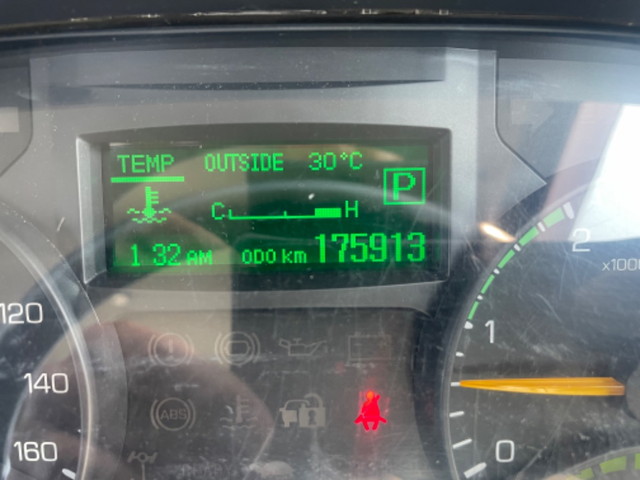 TEMP OUTSIDE 30°C
P
C H
1:32 AM ODO km 175913
120
140
160
ABS
2
x1000
1
0